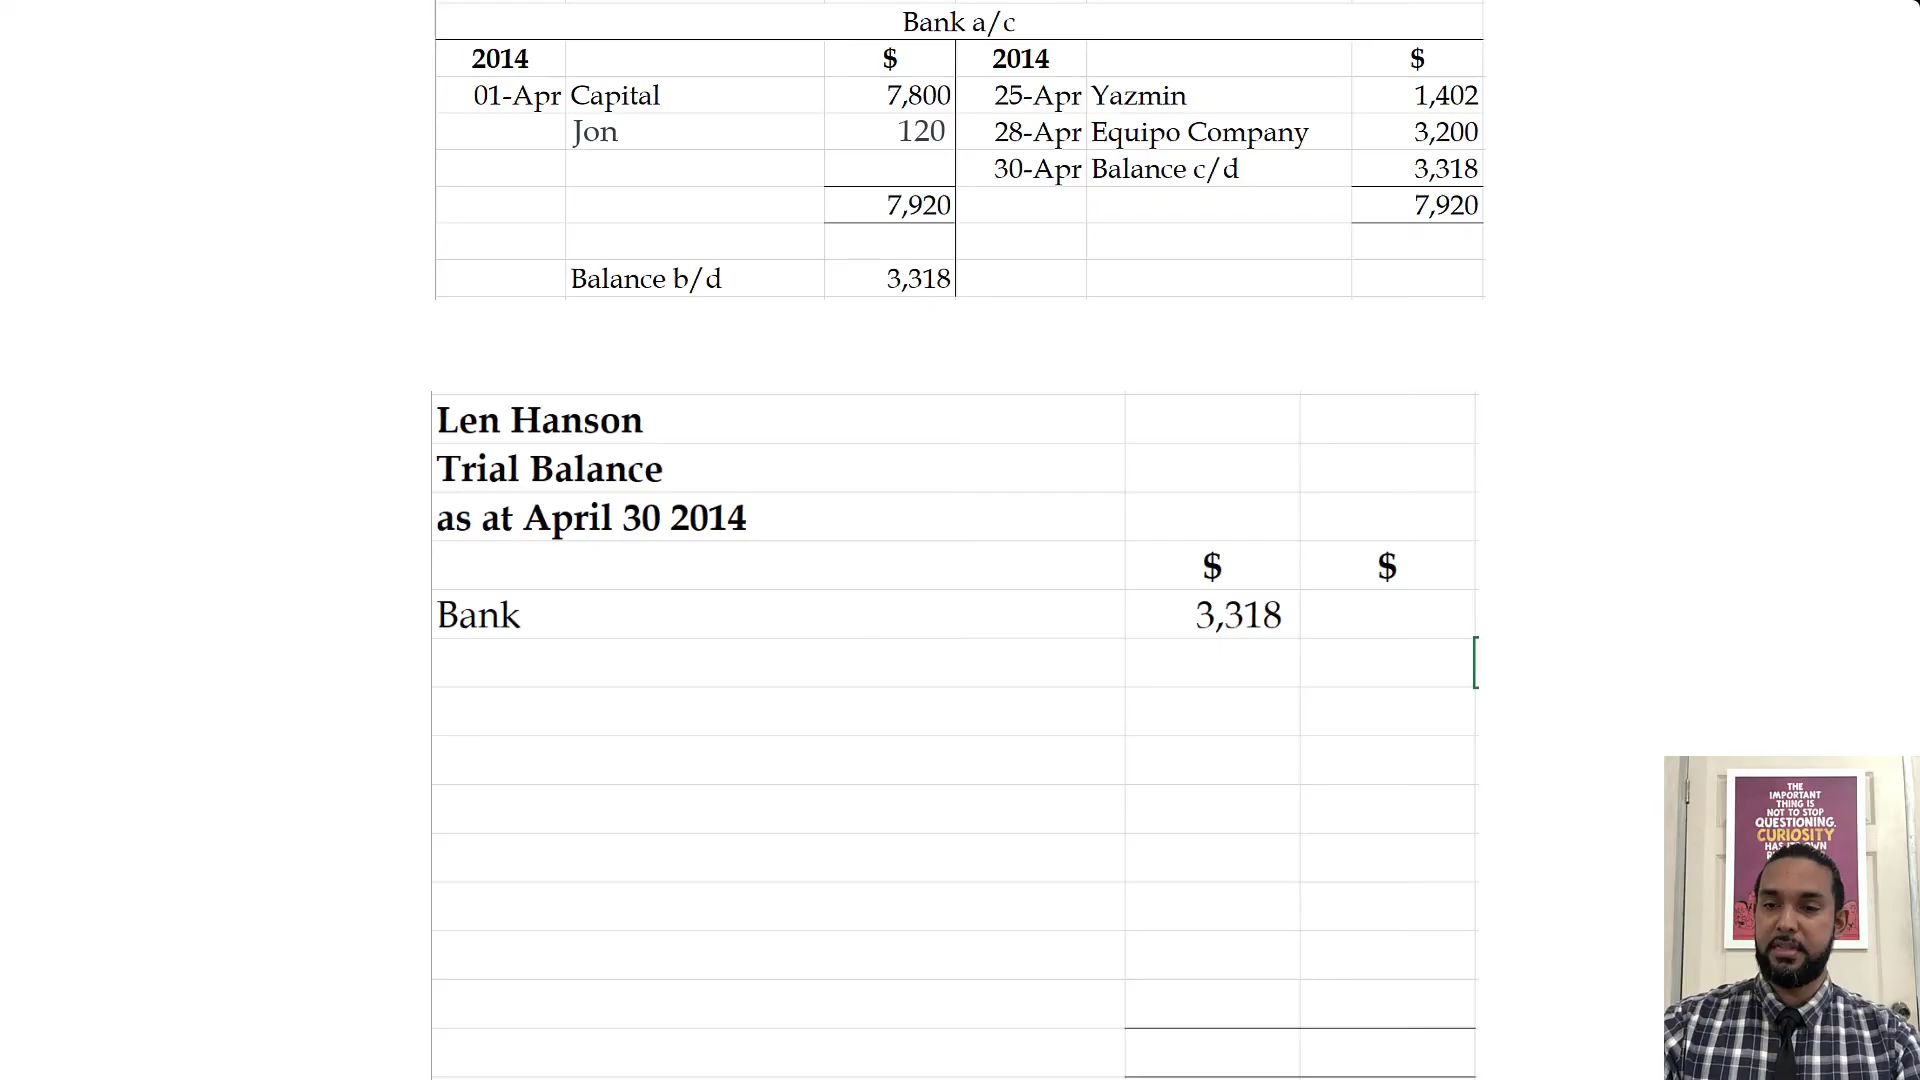 Bank a/c
2014 $ 2014 $
01-Apr Capital 7,800 25-Apr Yazmin 1,402
Jon 120 28-Apr Equipo Company 3,200
30-Apr Balance c/d 3,318
7,920 7,920
Balance b/d 3,318
Len Hanson
Trial Balance
as at April 30 2014
$ $
Bank 3,318
THE
IMPORTANT
THING IS
NOT TO STOP
QUESTIONING.
CURIOSITY
HAS